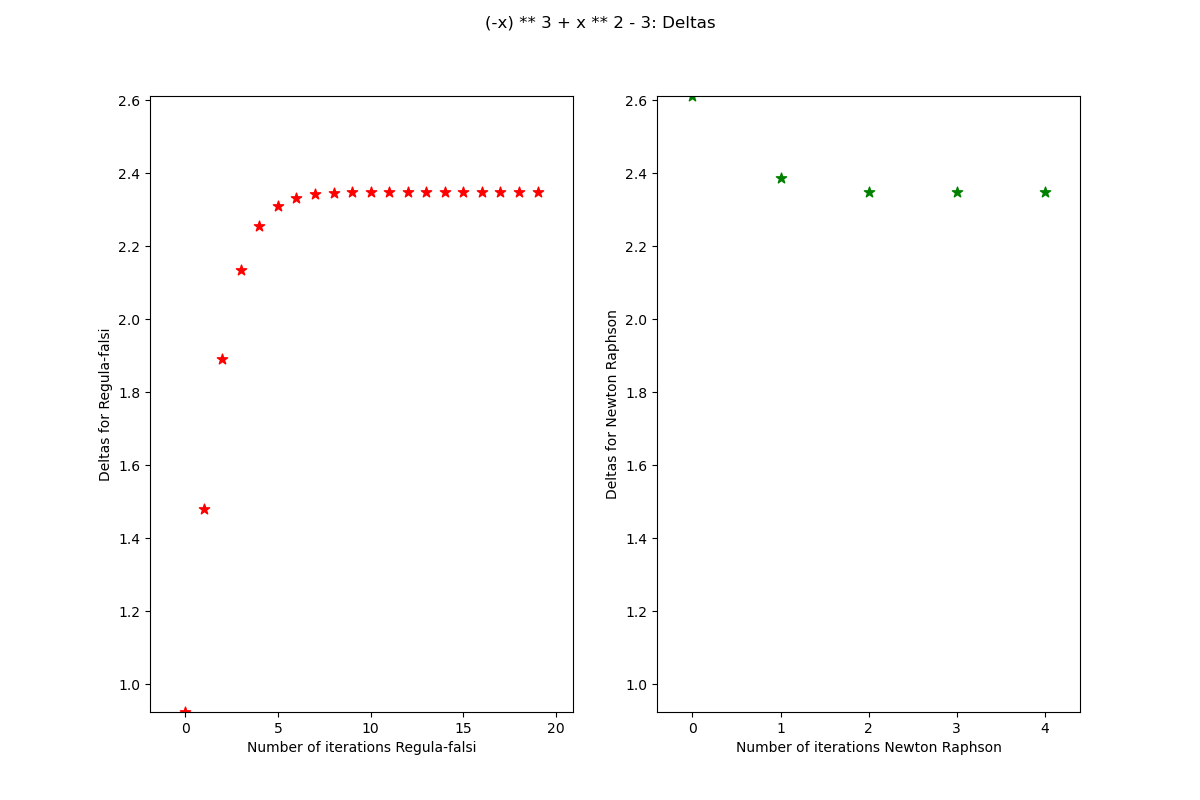 (-x) ** 3 + x ** 2 - 3: Deltas
2.6
2.4
2.2
2.0
1.8
1.6
1.4
1.2
1.0
Deltas for Regula-falsi
0 5 10 15 20
Number of iterations Regula-falsi
2.6
2.4
2.2
2.0
1.8
1.6
1.4
1.2
1.0
Deltas for Newton Raphson
0 1 2 3 4
Number of iterations Newton Raphson